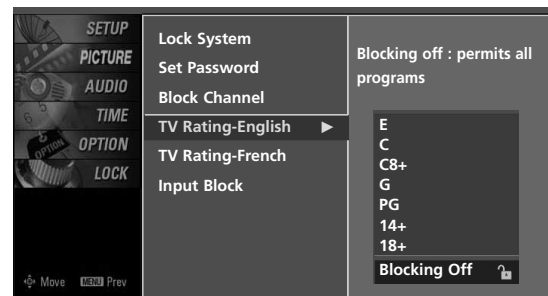 SETUP
PICTURE
AUDIO
TIME
OPTION
LOCK
Move MENU Prev
Lock System
Set Password
Block Channel
TV Rating-English ▶
TV Rating-French
Input Block
Blocking off : permits all
programs
E
C
C8+
G
PG
14+
18+
Blocking Off